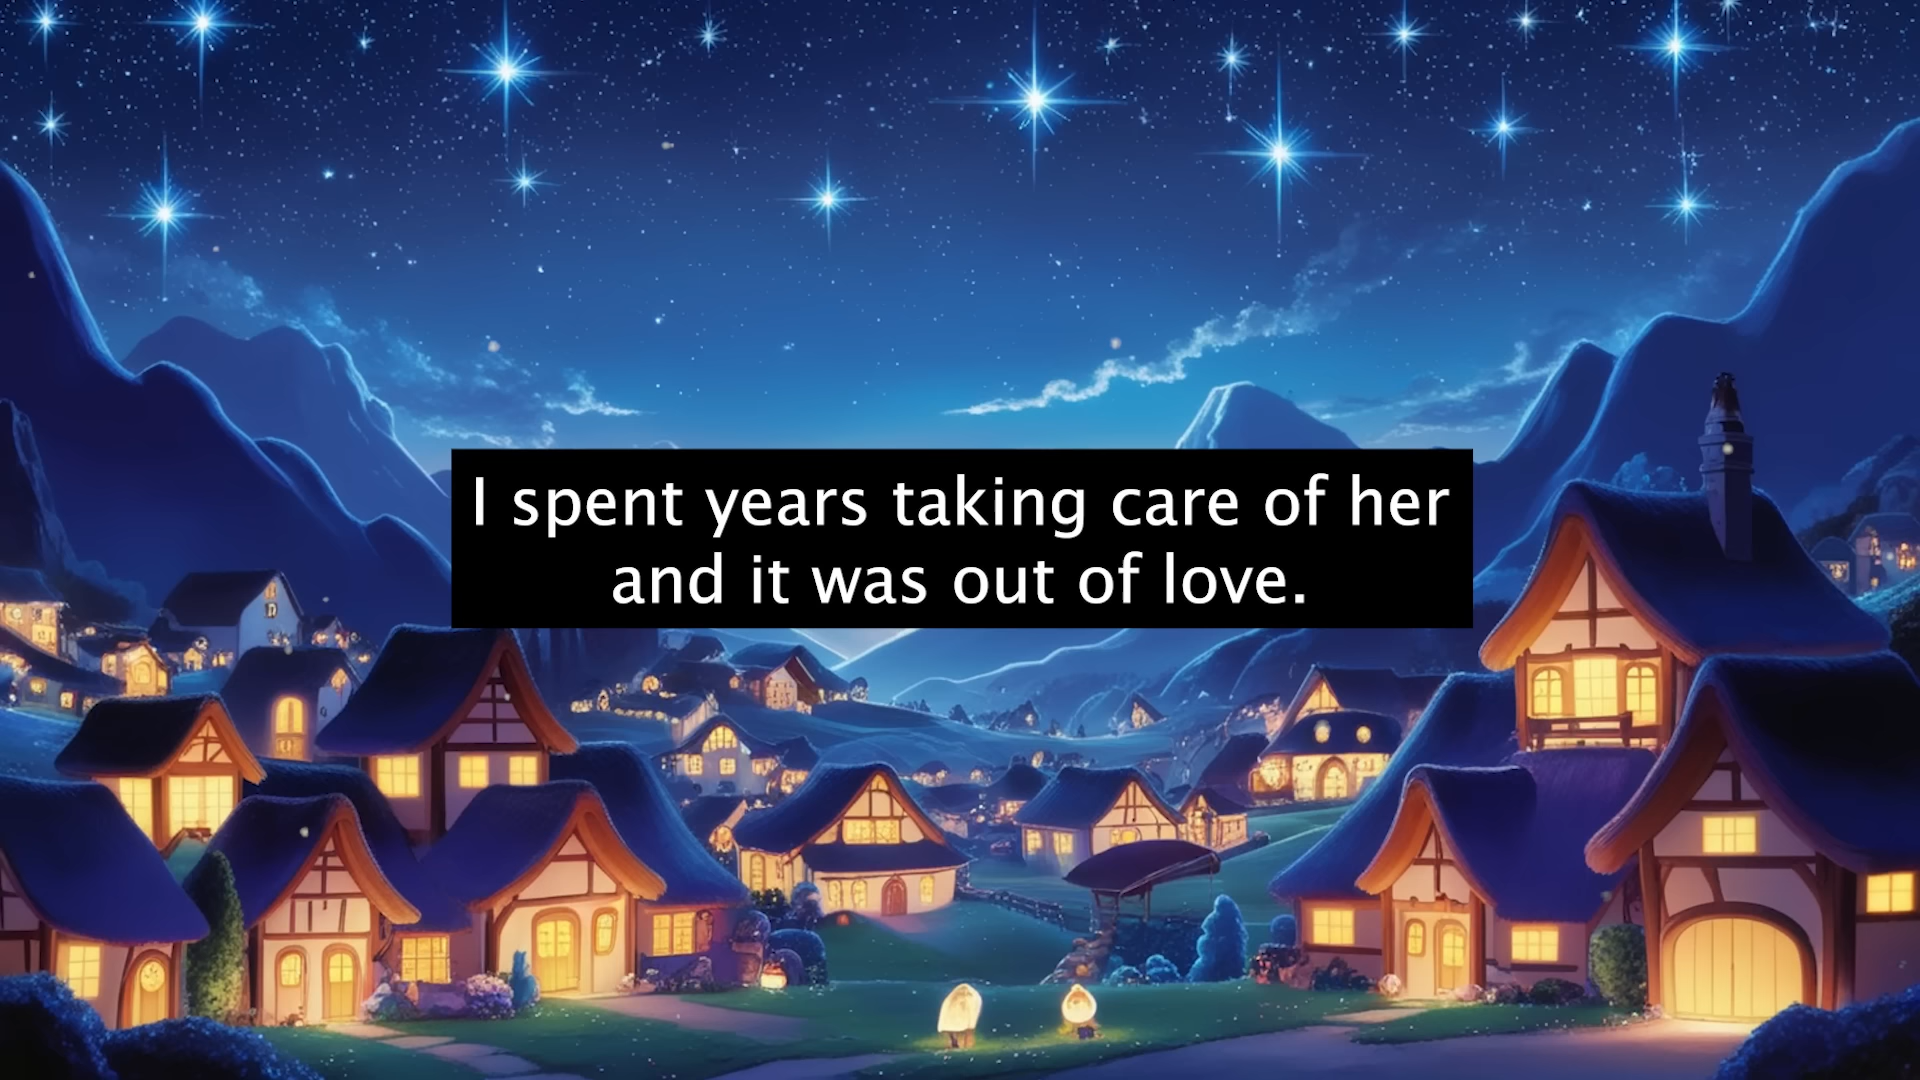 I spent years taking care of her
and it was out of love.